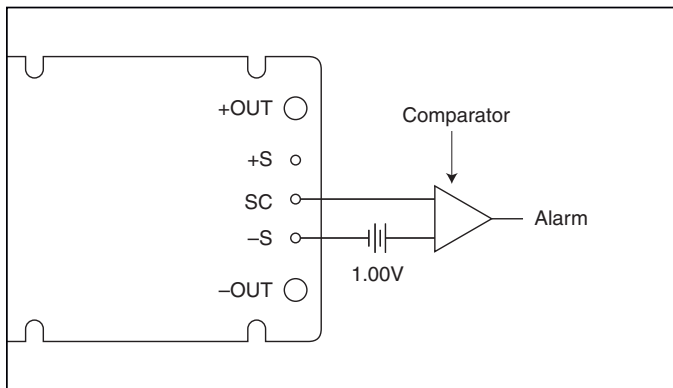 Comparator
+OUT
+S
SC
–S
–OUT
1.00V
Alarm